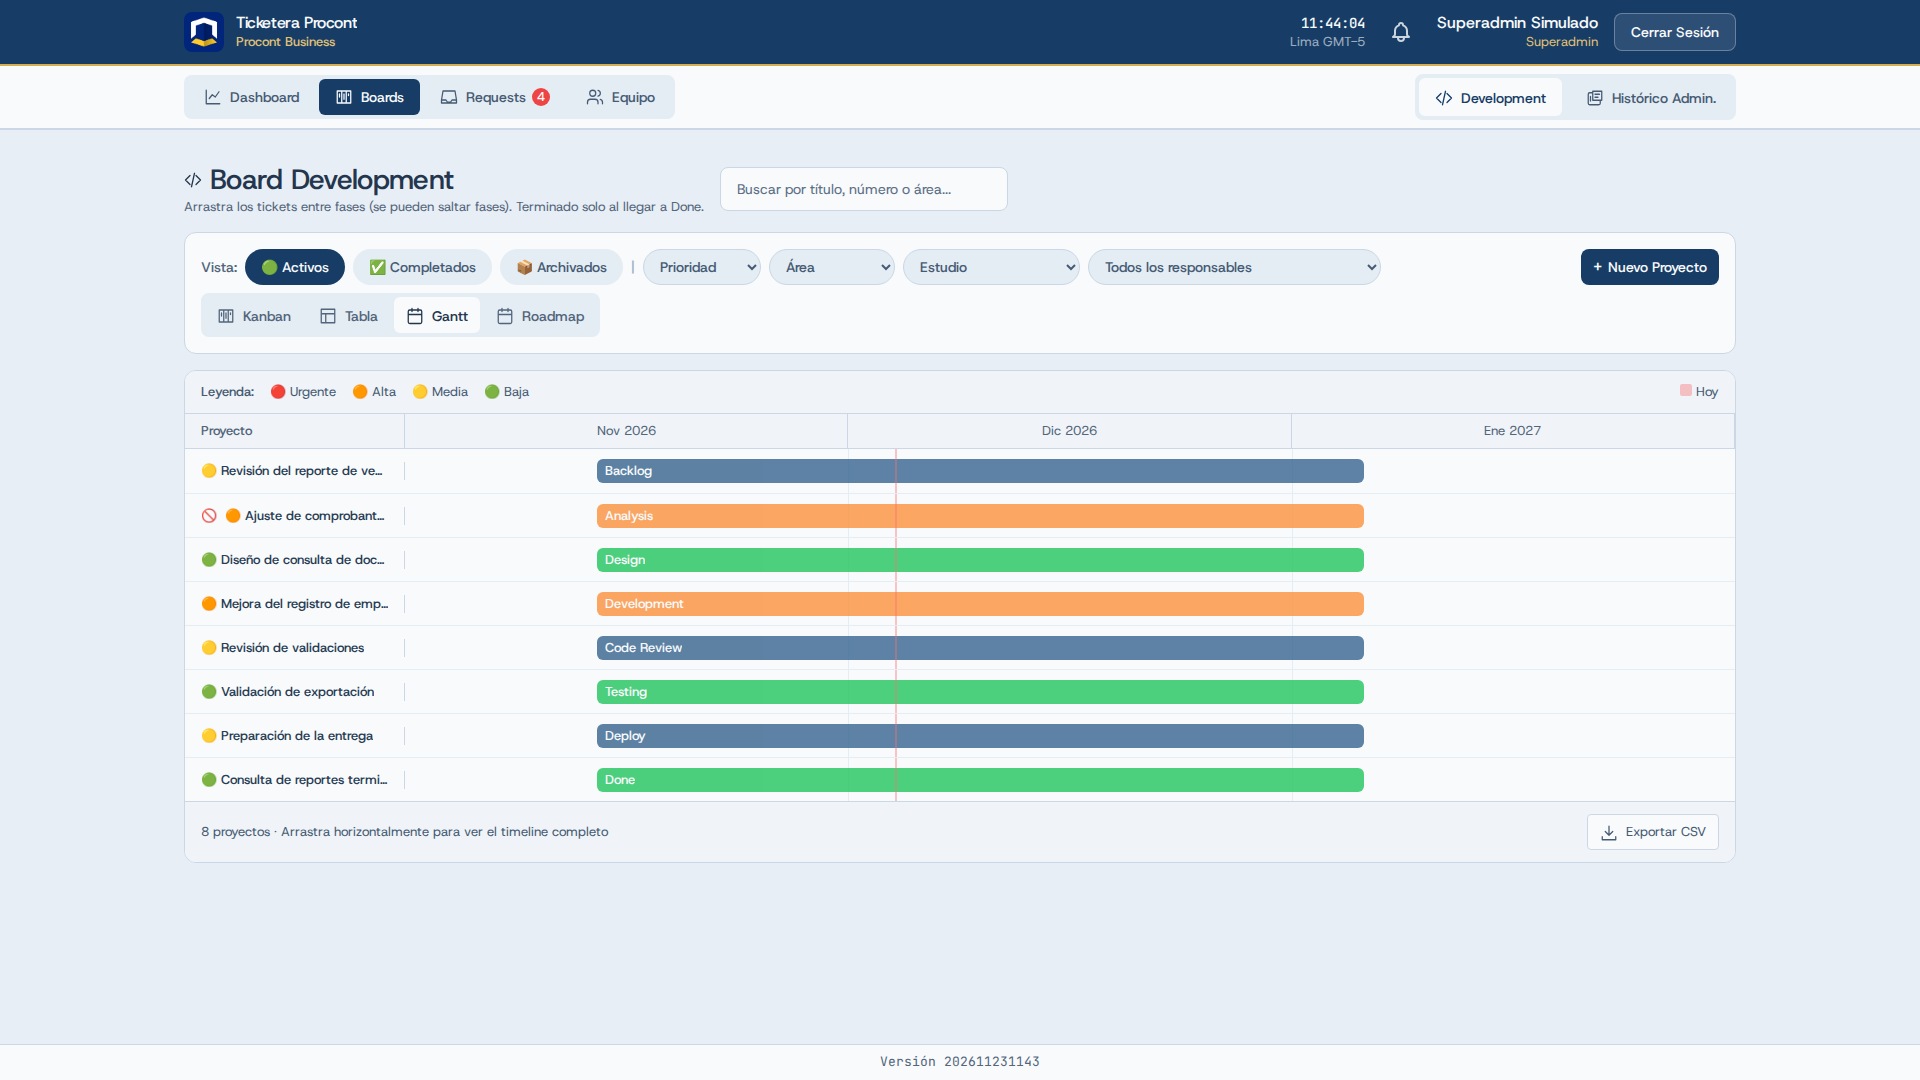 Ticketera Procont
Procont Business
11:44:04
Lima GMT-5
Superadmin Simulado
Superadmin
Cerrar Sesión
Dashboard
Boards
Requests 4
Equipo
Development
Histórico Admin.
Board Development
Arrastra los tickets entre fases (se pueden saltar fases). Terminado solo al llegar a Done.
Buscar por título, número o área...
Vista:
Activos
Completados
Archivados
|
Prioridad
Área
Estudio
Todos los responsables
+ Nuevo Proyecto
Kanban
Tabla
Gantt
Roadmap
Leyenda:
Urgente
Alta
Media
Baja
Hoy
Proyecto
Nov 2026
Dic 2026
Ene 2027
Revisión del reporte de ve...
Backlog
Ajuste de comprobant...
Analysis
Diseño de consulta de doc...
Design
Mejora del registro de emp...
Development
Revisión de validaciones
Code Review
Validación de exportación
Testing
Preparación de la entrega
Deploy
Consulta de reportes termi...
Done
8 proyectos · Arrastra horizontalmente para ver el timeline completo
Exportar CSV
Versión 202611231143